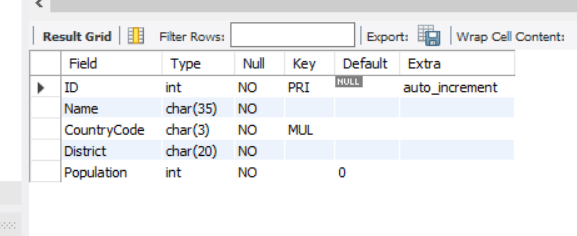 Result Grid Filter Rows: Export: Wrap Cell Content:
Field Type Null Key Default Extra
ID int NO PRI NULL auto_increment
Name char(35) NO
CountryCode char(3) NO MUL
District char(20) NO
Population int NO 0